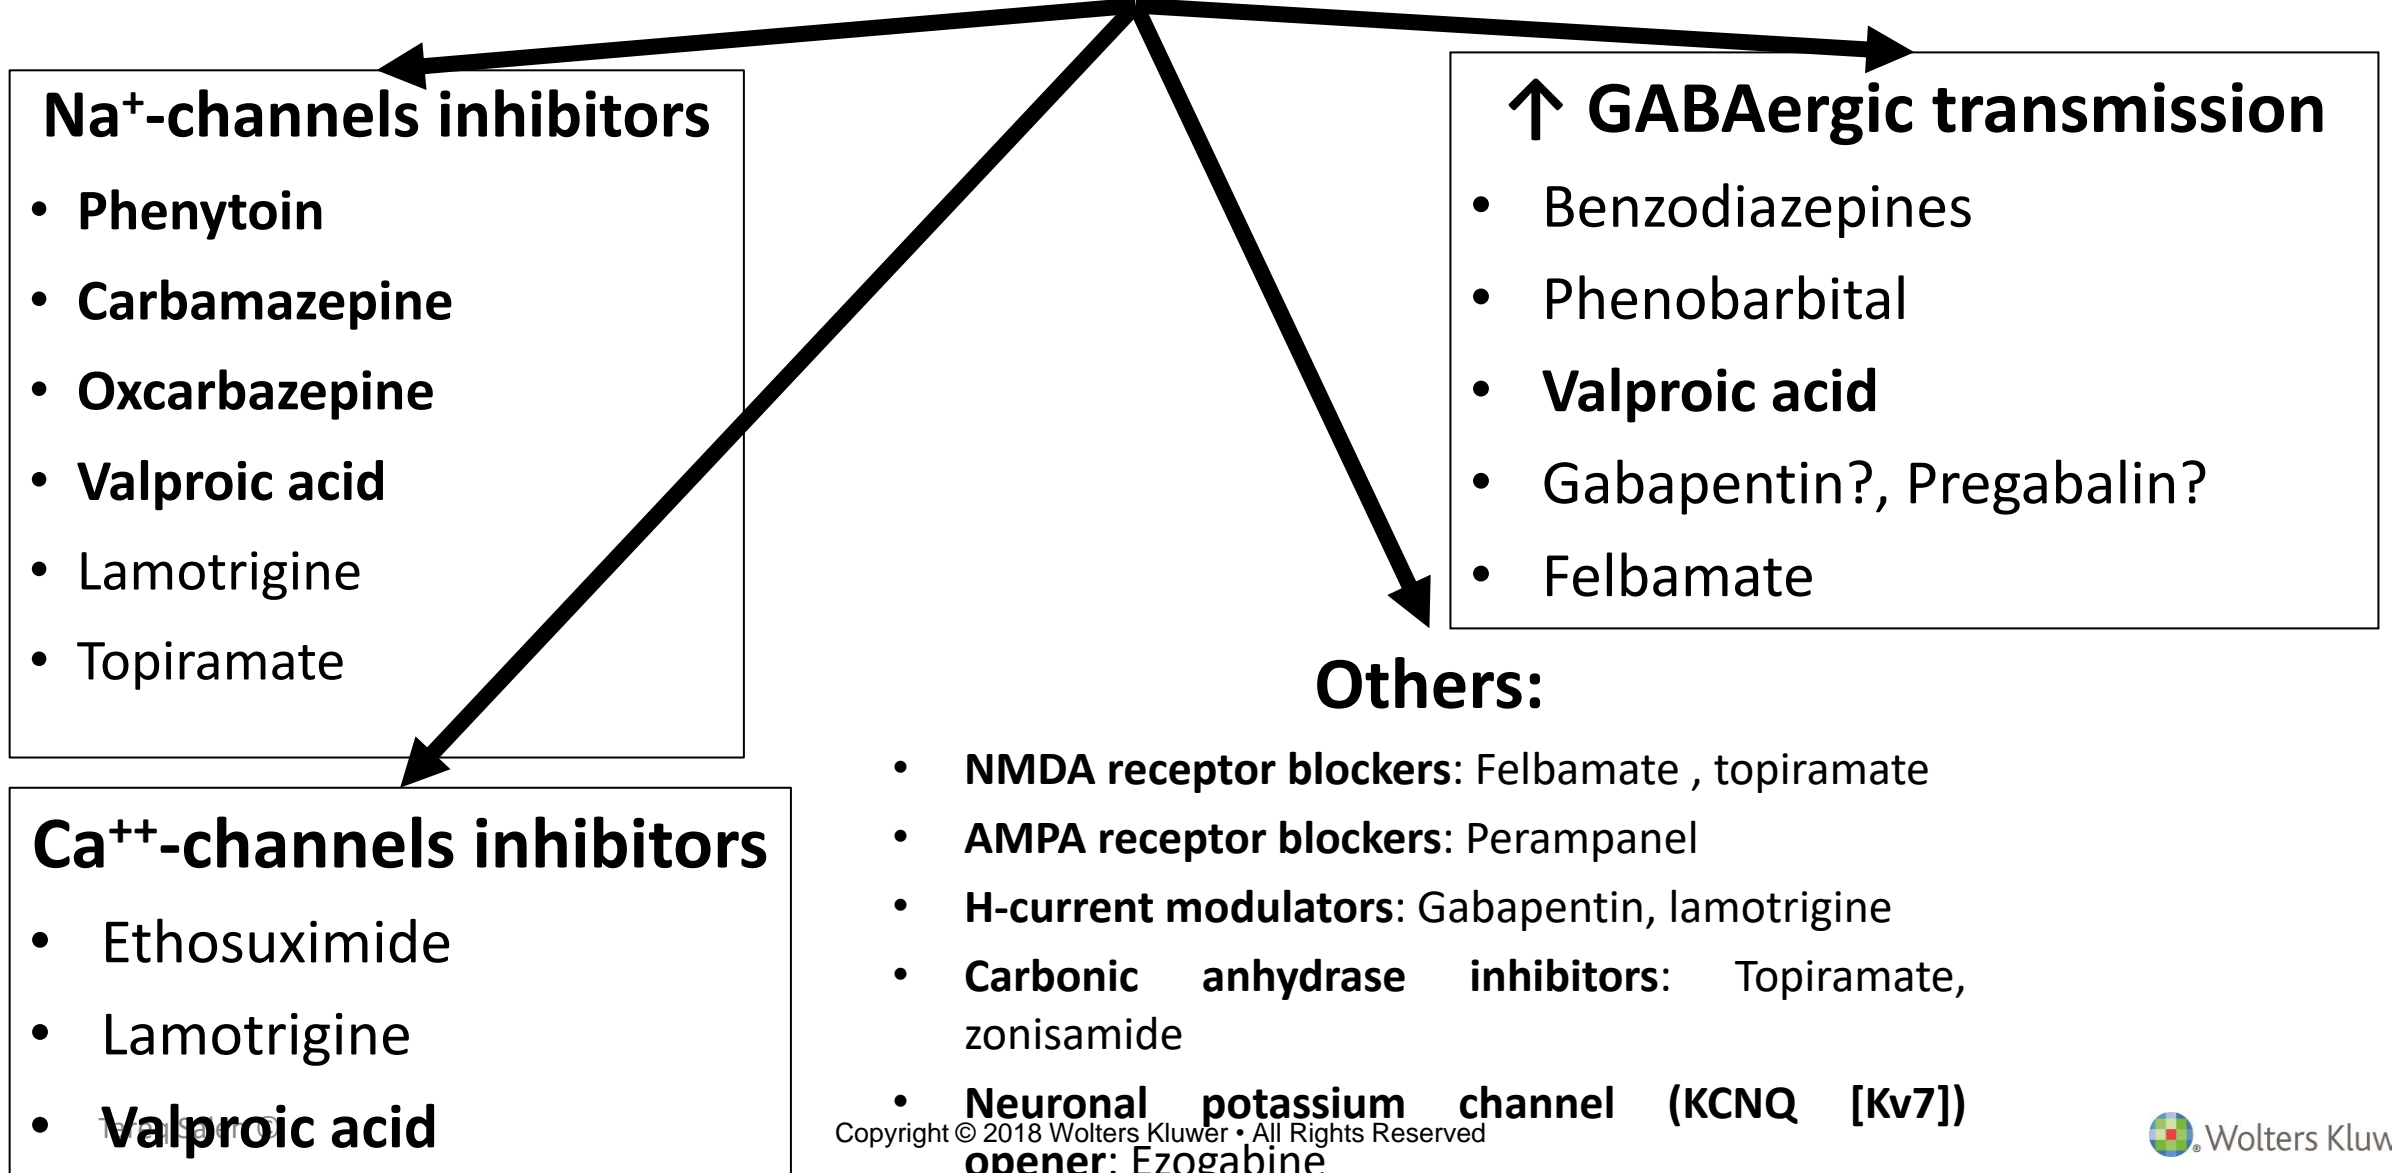 Na⁺-channels inhibitors
• Phenytoin
• Carbamazepine
• Oxcarbazepine
• Valproic acid
• Lamotrigine
• Topiramate
↑ GABAergic transmission
• Benzodiazepines
• Phenobarbital
• Valproic acid
• Gabapentin?, Pregabalin?
• Felbamate
Ca⁺⁺-channels inhibitors
• Ethosuximide
• Lamotrigine
• Valproic acid
Others:
• NMDA receptor blockers: Felbamate , topiramate
• AMPA receptor blockers: Perampanel
• H-current modulators: Gabapentin, lamotrigine
• Carbonic anhydrase inhibitors: Topiramate,
zonisamide
• Neuronal potassium channel (KCNQ [Kv7])
opener: Ezogabine
Copyright © 2018 Wolters Kluwer • All Rights Reserved
Wolters Kluw